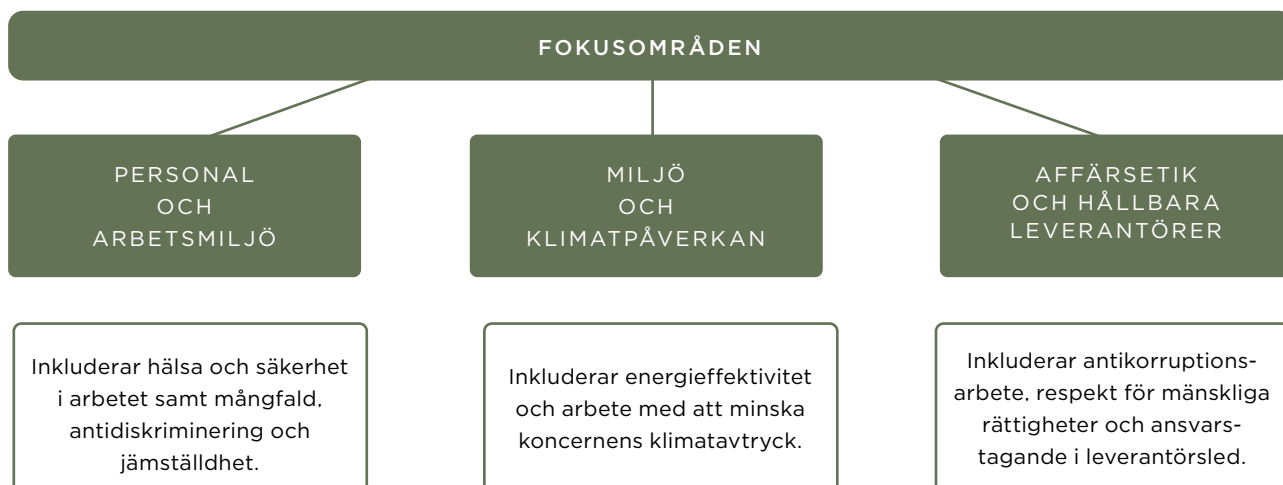 FOKUSOMRÅDEN
PERSONAL
OCH
ARBETSMILJÖ
MILJÖ
OCH
KLIMATPÅVERKAN
AFFÄRSETIK
OCH HÅLLBARA
LEVERANTÖRER
Inkluderar hälsa och säkerhet
i arbetet samt mångfald,
antidiskriminering och
jämställdhet.
Inkluderar energieffektivitet
och arbete med att minska
koncernens klimatavtryck.
Inkluderar antikorruptions-
arbete, respekt för mänskliga
rättigheter och ansvars-
tagande i leverantörsled.